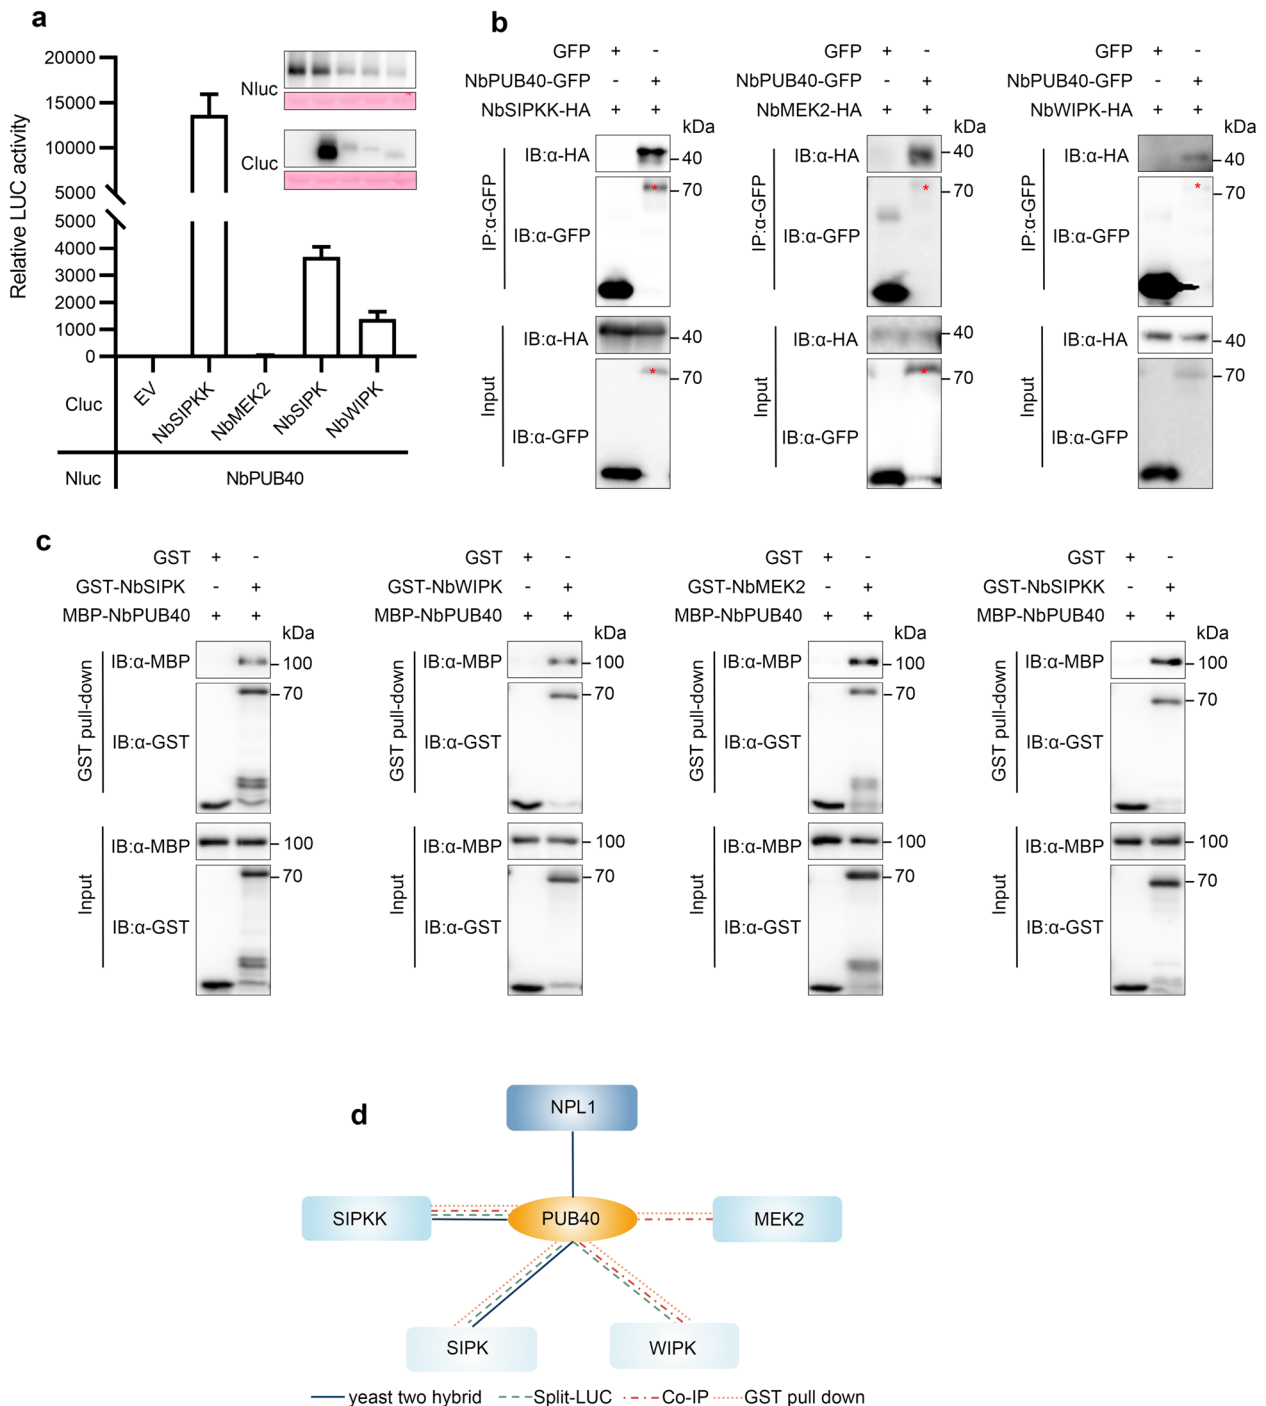 a
Relative LUC activity
20000
15000
10000
5000
5000
4000
3000
2000
1000
0
Nluc
Cluc
Cluc
EV
NbSIPKK
NbMEK2
NbSIPK
NbWIPK
Nluc
NbPUB40
b
GFP + -
NbPUB40-GFP - +
NbSIPKK-HA + +
kDa
IP:α-GFP
IB:α-HA
40
*
70
IB:α-GFP
Input
IB:α-HA
40
*
70
IB:α-GFP
GFP + -
NbPUB40-GFP - +
NbMEK2-HA + +
kDa
IP:α-GFP
IB:α-HA
40
*
70
IB:α-GFP
Input
IB:α-HA
40
*
70
IB:α-GFP
GFP + -
NbPUB40-GFP - +
NbWIPK-HA + +
kDa
IP:α-GFP
IB:α-HA
40
*
70
IB:α-GFP
Input
IB:α-HA
40
70
IB:α-GFP
c
GST + -
GST-NbSIPK - +
MBP-NbPUB40 + +
kDa
GST pull-down
IB:α-MBP
100
70
IB:α-GST
Input
IB:α-MBP
100
70
IB:α-GST
GST + -
GST-NbWIPK - +
MBP-NbPUB40 + +
kDa
GST pull-down
IB:α-MBP
100
70
IB:α-GST
Input
IB:α-MBP
100
70
IB:α-GST
GST + -
GST-NbMEK2 - +
MBP-NbPUB40 + +
kDa
GST pull-down
IB:α-MBP
100
70
IB:α-GST
Input
IB:α-MBP
100
70
IB:α-GST
GST + -
GST-NbSIPKK - +
MBP-NbPUB40 + +
kDa
GST pull-down
IB:α-MBP
100
70
IB:α-GST
Input
IB:α-MBP
100
70
IB:α-GST
d
NPL1
SIPKK
PUB40
MEK2
SIPK
WIPK
yeast two hybrid
Split-LUC
Co-IP
GST pull down